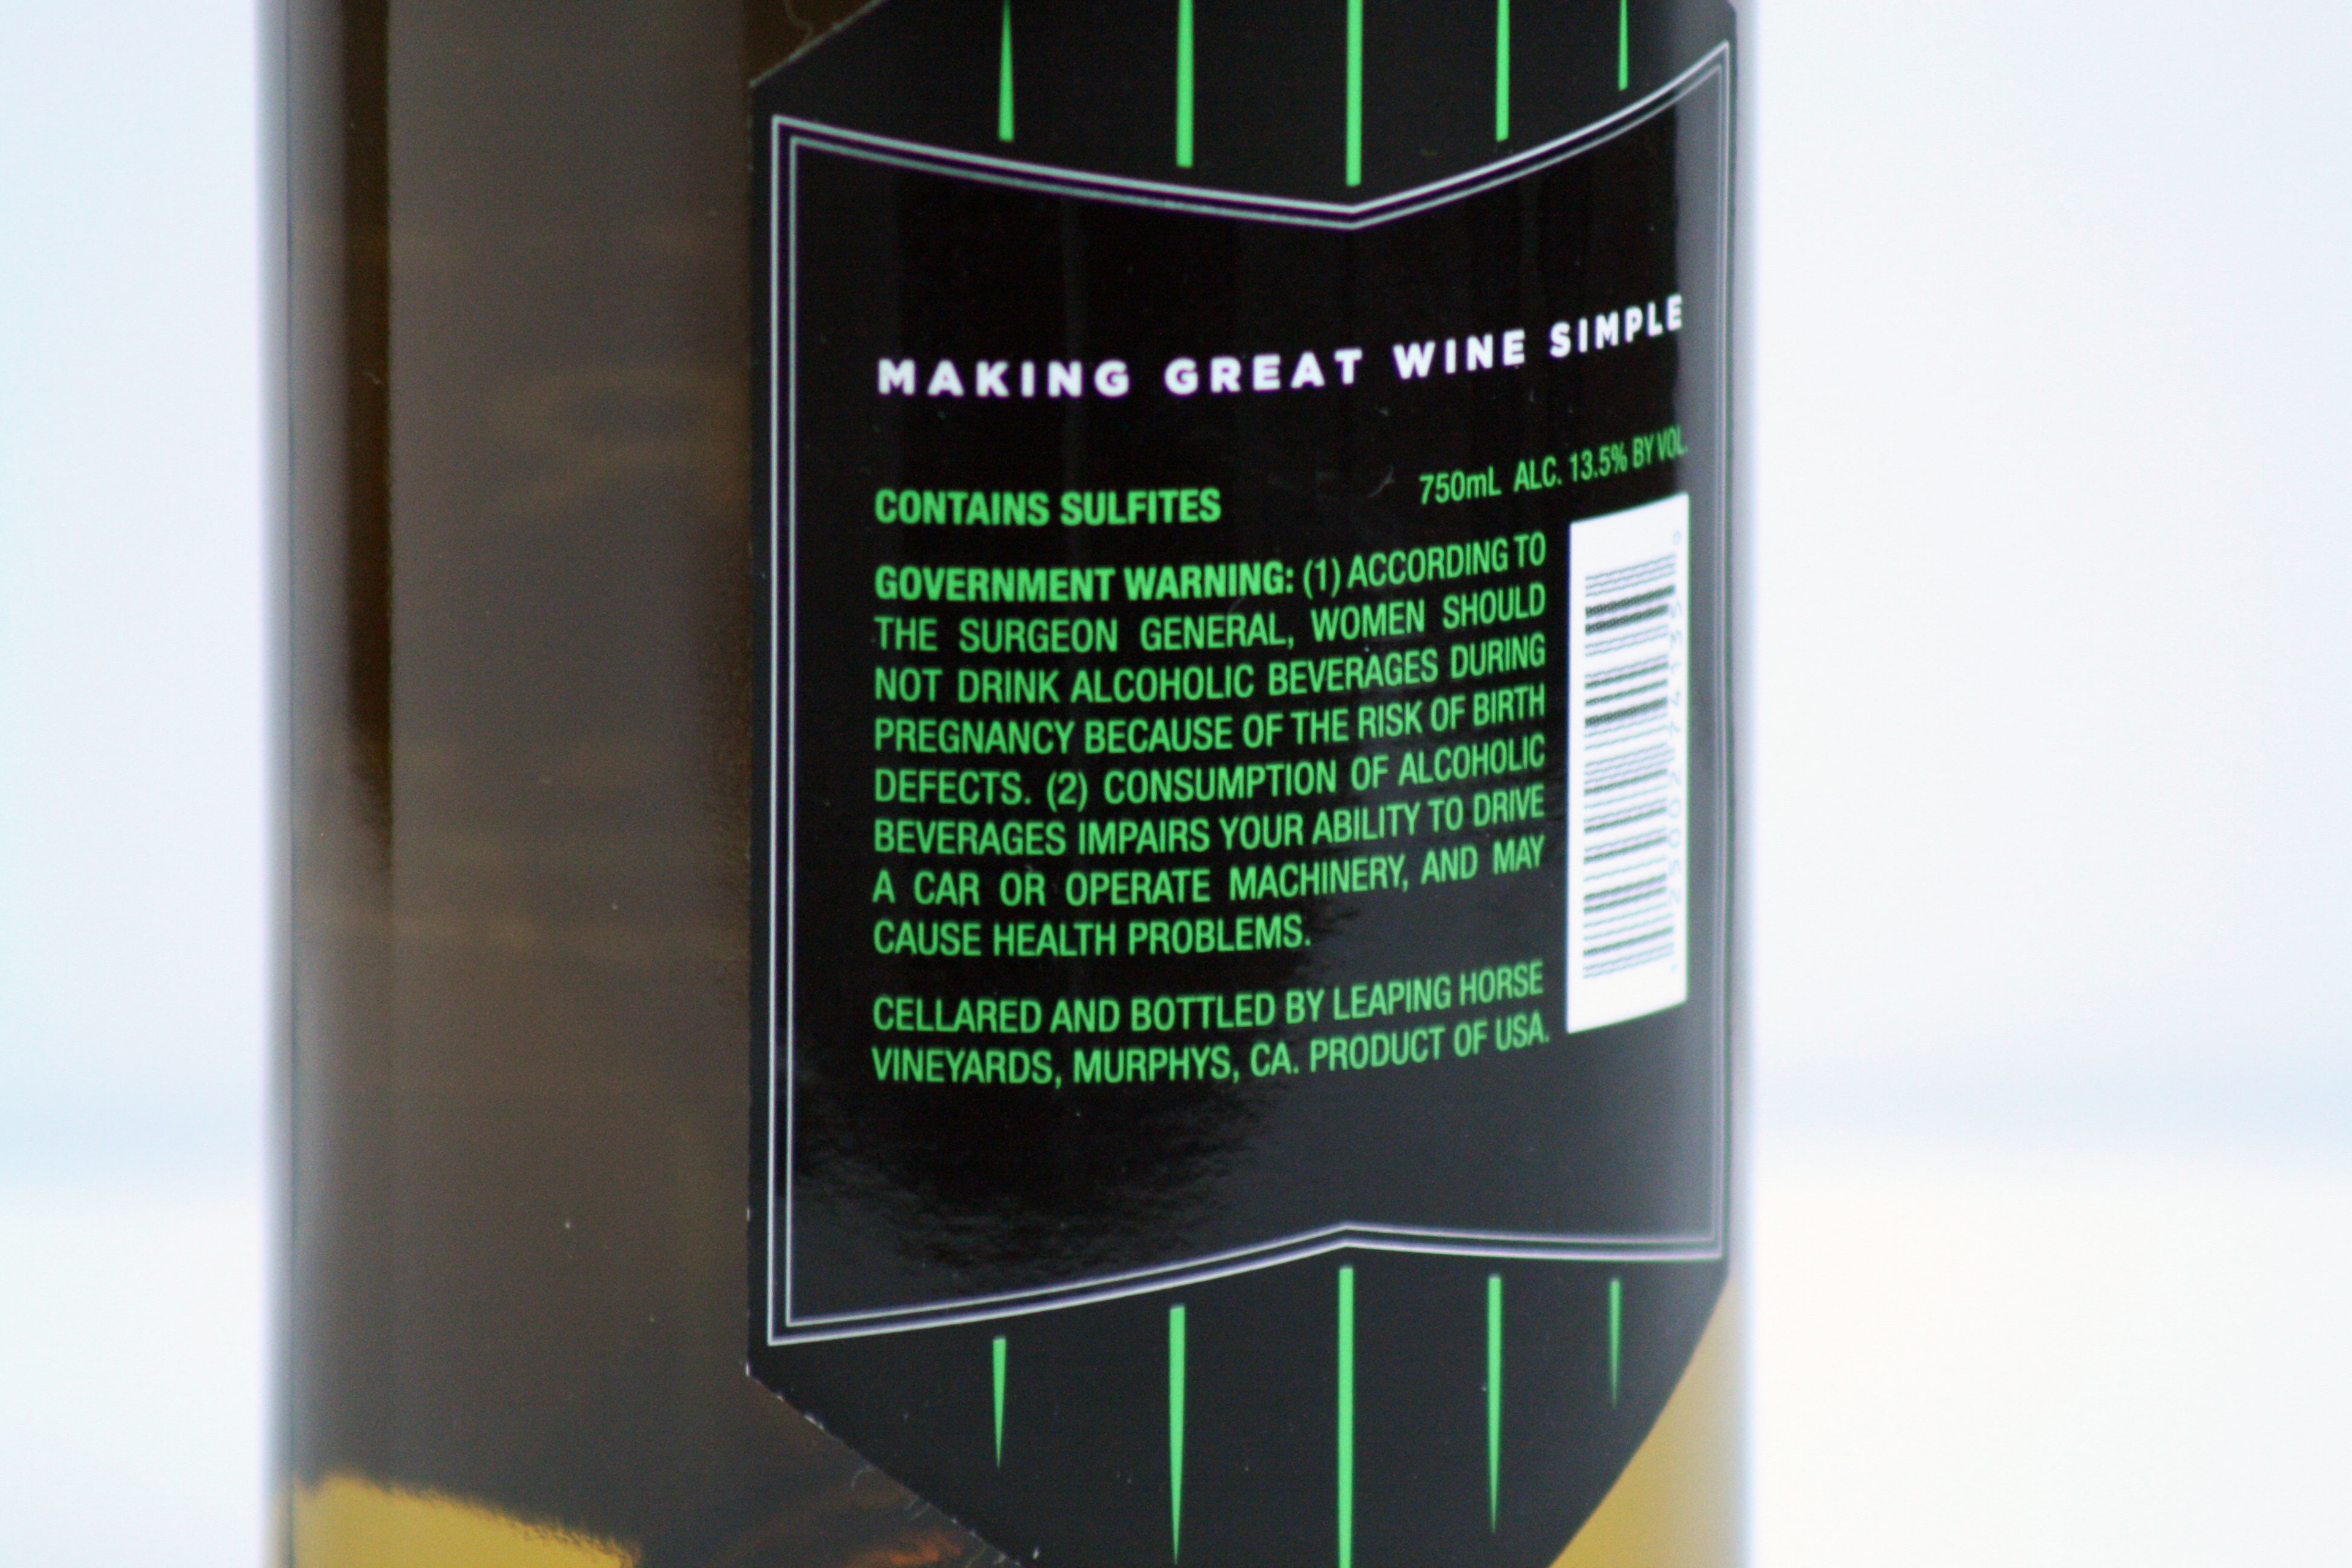 MAKING GREAT WINE SIMPLE
750mL ALC. 13.5% BY VOL.
CONTAINS SULFITES
GOVERNMENT WARNING: (1) ACCORDING TO
THE SURGEON GENERAL, WOMEN SHOULD
NOT DRINK ALCOHOLIC BEVERAGES DURING
PREGNANCY BECAUSE OF THE RISK OF BIRTH
DEFECTS. (2) CONSUMPTION OF ALCOHOLIC
BEVERAGES IMPAIRS YOUR ABILITY TO DRIVE
A CAR OR OPERATE MACHINERY, AND MAY
CAUSE HEALTH PROBLEMS.
CELLARED AND BOTTLED BY LEAPING HORSE
VINEYARDS, MURPHYS, CA. PRODUCT OF USA.